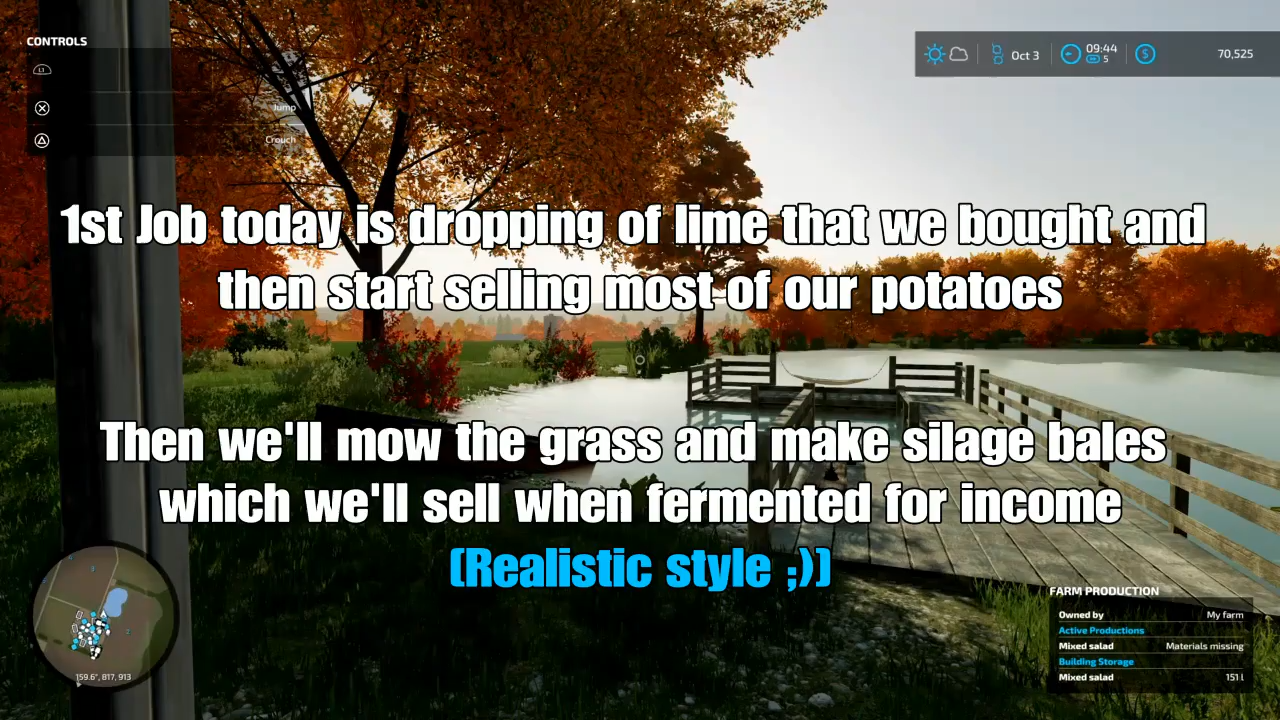 CONTROLS
L1
Jump
Crouch
Oct 3
09:44
5
70,525
1st Job today is dropping of lime that we bought and
then start selling most of our potatoes
Then we'll mow the grass and make silage bales
which we'll sell when fermented for income
(Realistic style ;))
159.6°, 817, 913
FARM PRODUCTION
Owned by My farm
Active Productions
Mixed salad Materials missing
Building Storage
Mixed salad 151 l